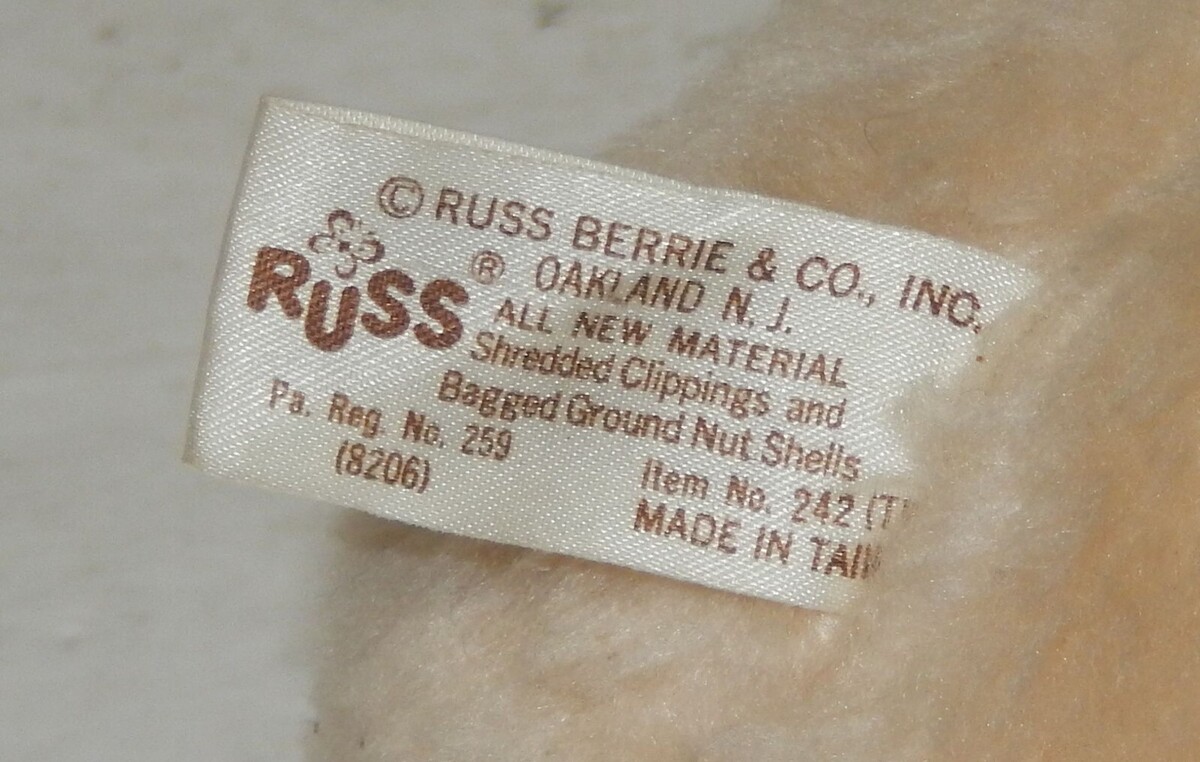 © RUSS BERRIE & CO., INC.
RUSS ® OAKLAND N. J.
ALL NEW MATERIAL
Shredded Clippings and
Bagged Ground Nut Shells
Pa. Reg. No. 259
(8206)
Item No. 242
MADE IN